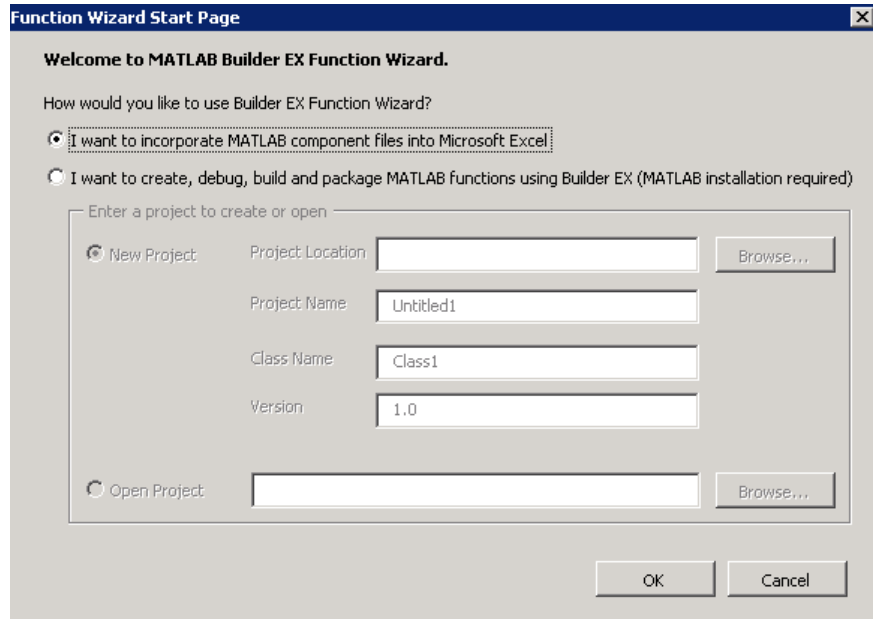 Function Wizard Start Page
Welcome to MATLAB Builder EX Function Wizard.
How would you like to use Builder EX Function Wizard?
I want to incorporate MATLAB component files into Microsoft Excel
I want to create, debug, build and package MATLAB functions using Builder EX (MATLAB installation required)
Enter a project to create or open
New Project
Project Location
Browse...
Project Name
Untitled1
Class Name
Class1
Version
1.0
Open Project
Browse...
OK
Cancel